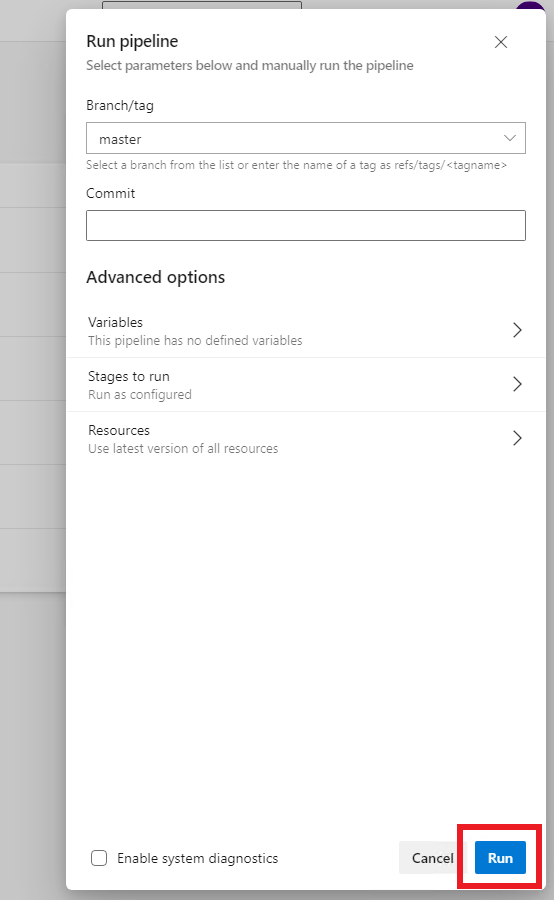 Run pipeline
Select parameters below and manually run the pipeline
Branch/tag
master
Select a branch from the list or enter the name of a tag as refs/tags/<tagname>
Commit
Advanced options
Variables
This pipeline has no defined variables
Stages to run
Run as configured
Resources
Use latest version of all resources
Enable system diagnostics
Cancel
Run